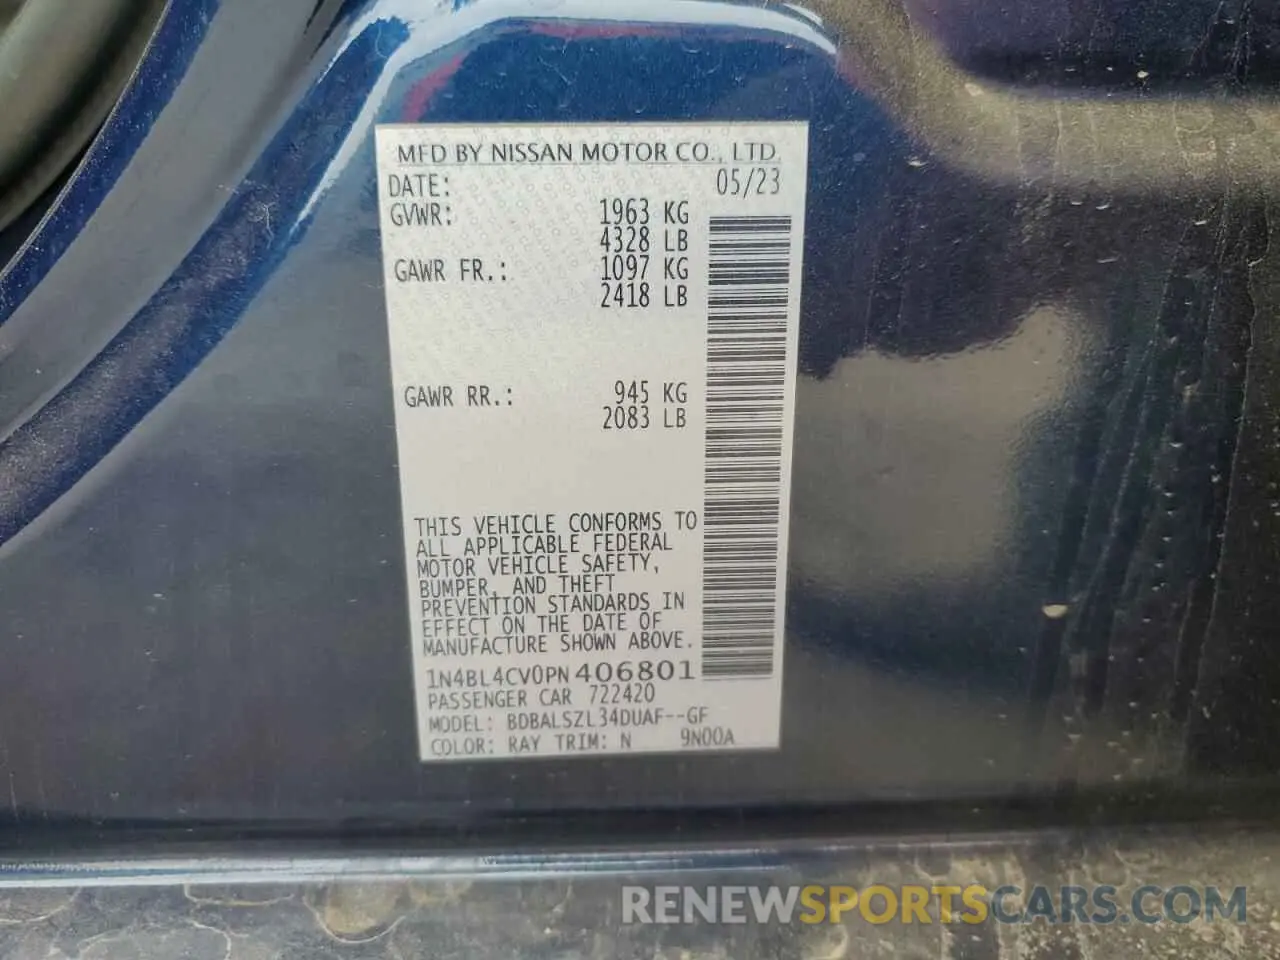 MFD BY NISSAN MOTOR CO., LTD.
DATE: 05/23
GVWR: 1963 KG
4328 LB
GAWR FR.: 1097 KG
2418 LB
GAWR RR.: 945 KG
2083 LB
THIS VEHICLE CONFORMS TO
ALL APPLICABLE FEDERAL
MOTOR VEHICLE SAFETY,
BUMPER, AND THEFT
PREVENTION STANDARDS IN
EFFECT ON THE DATE OF
MANUFACTURE SHOWN ABOVE.
1N4BL4CV0PN406801
PASSENGER CAR 722420
MODEL: BDBALSZL34DUAF--GF
COLOR: RAY TRIM: N 9N00A
RENEWSPORTSCARS.COM